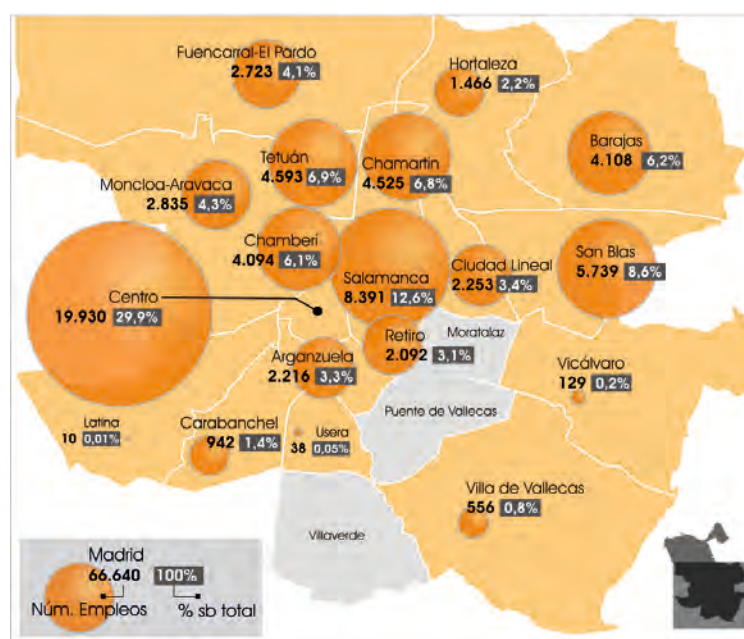 Fuencarral-El Pardo
2.723 4,1%
Hortaleza
1.466 2,2%
Barajas
4.108 6,2%
Tetuán
4.593 6,9%
Chamartín
4.525 6,8%
Moncloa-Aravaca
2.835 4,3%
Chamberí
4.094 6,1%
Salamanca
8.391 12,6%
Ciudad Lineal
2.253 3,4%
San Blas
5.739 8,6%
Centro
19.930 29,9%
Retiro
2.092 3,1%
Moratalaz
Arganzuela
2.216 3,3%
Vicálvaro
129 0,2%
Puente de Vallecas
Latina
10 0,01%
Carabanchel
942 1,4%
Usera
38 0,05%
Villa de Vallecas
556 0,8%
Villaverde
Madrid
66.640 100%
Núm. Empleos % sb total